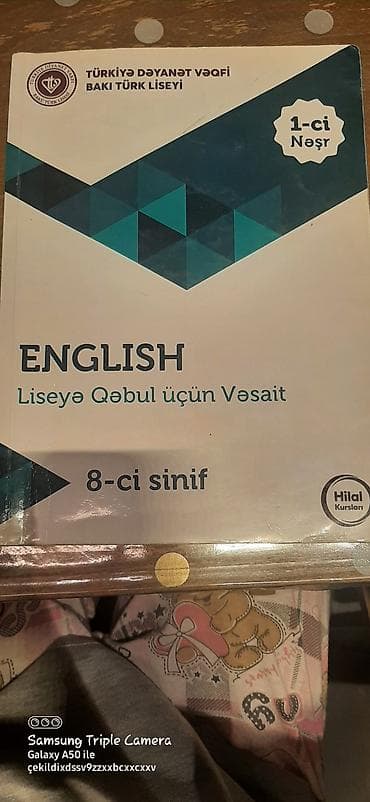 TÜRKİYƏ DƏYANƏT VƏQFİ
BAKI TÜRK LİSEYİ
1-ci
Nəşr
ENGLISH
Liseyə Qəbul üçün Vəsait
8-ci sinif
Hilal
Kursları
Samsung Triple Camera
Galaxy A50 ile
çekildixdssv9zzxxbcxxcxxv